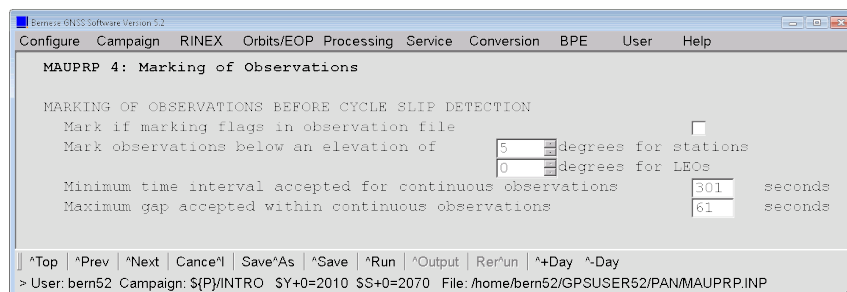 Bernese GNSS Software Version 5.2
Configure Campaign RINEX Orbits/EOP Processing Service Conversion BPE User Help
MAUPRP 4: Marking of Observations
MARKING OF OBSERVATIONS BEFORE CYCLE SLIP DETECTION
Mark if marking flags in observation file
Mark observations below an elevation of 5 degrees for stations
0 degrees for LEOs
Minimum time interval accepted for continuous observations 301 seconds
Maximum gap accepted within continuous observations 61 seconds
^Top ^Prev ^Next Cance^l Save^As ^Save ^Run ^Output Rer^un ^+Day ^-Day
> User: bern52 Campaign: ${P}/INTRO $Y+0=2010 $S+0=2070 File: /home/bern52/GPSUSER52/PAN/MAUPRP.INP